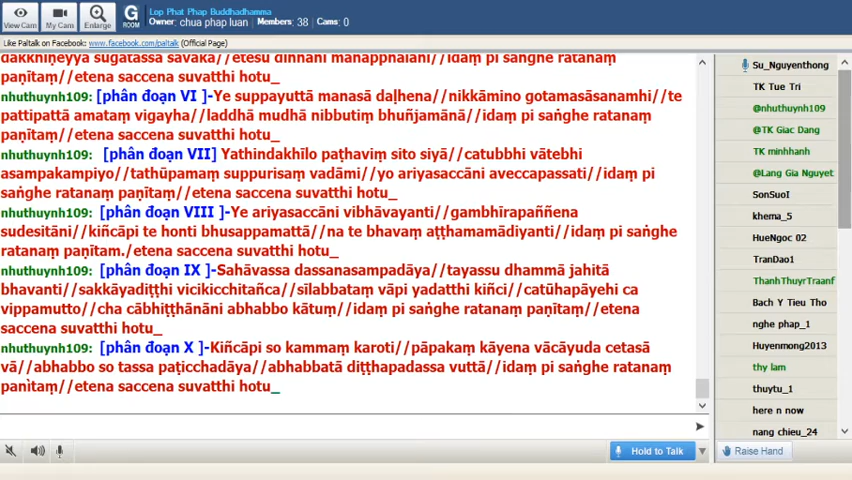 Lop Phat Phap Buddhadhamma
Owner: chua phap luan Members: 38 Cams: 0
View Cam
My Cam
Enlarge
G
ROOM
Like Paltalk on Facebook: www.facebook.com/paltalk (Official Page)
dakkhiṇeyyā sugatassa sāvakā//etesu dinnāni mahapphalāni//idaṃ pi saṅghe ratanaṃ
paṇītaṃ//etena saccena suvatthi hotu_
nhuthuynh109: [phân đoạn VI ]-Ye suppayuttā manasā daḷhena//nikkāmino gotamasāsanamhi//te
pattipattā amataṃ vigayha//laddhā mudhā nibbutiṃ bhuñjamānā//idaṃ pi saṅghe ratanaṃ
paṇītaṃ//etena saccena suvatthi hotu_
nhuthuynh109: [phân đoạn VII] Yathindakhīlo paṭhaviṃ sito siyā//catubbhi vātebhi
asampakampiyo//tathūpamaṃ suppurisaṃ vadāmi//yo ariyasaccāni aveccapassati//idaṃ pi
saṅghe ratanaṃ paṇītaṃ//etena saccena suvatthi hotu_
nhuthuynh109: [phân đoạn VIII ]-Ye ariyasaccāni vibhāvayanti//gambhīrapaññena
sudesitāni//kiñcāpi te honti bhusappamattā//na te bhavaṃ aṭṭhamamādiyanti//idaṃ pi saṅghe
ratanaṃ paṇītam./etena saccena suvatthi hotu_
nhuthuynh109: [phân đoạn IX ]-Sahāvassa dassanasampadāya//tayassu dhammā jahitā
bhavanti//sakkāyadiṭṭhi vicikicchitañca//sīlabbataṃ vāpi yadatthi kiñci//catūhapāyehi ca
vippamutto//cha cābhiṭhānāni abhabbo kātuṃ//idaṃ pi saṅghe ratanaṃ paṇītaṃ//etena
saccena suvatthi hotu_
nhuthuynh109: [phân đoạn X ]-Kiñcāpi so kammaṃ karoti//pāpakaṃ kāyena vācāyuda cetasā
vā//abhabbo so tassa paṭicchadāya//abhabbatā diṭṭhapadassa vuttā//idaṃ pi saṅghe ratanaṃ
paṇītaṃ//etena saccena suvatthi hotu_
Su_Nguyenthong
TK Tue Tri
@nhuthuynh109
@TK Giac Dang
TK minhhanh
@Lang Gia Nguyet
SonSuoI
khema_5
HueNgoc 02
TranDao1
ThanhThuyrTraanf
Bach Y Tieu Tho
nghe phap_1
Huyenmong2013
thy lam
thuytu_1
here n now
nang chieu_24
Hold to Talk
Raise Hand